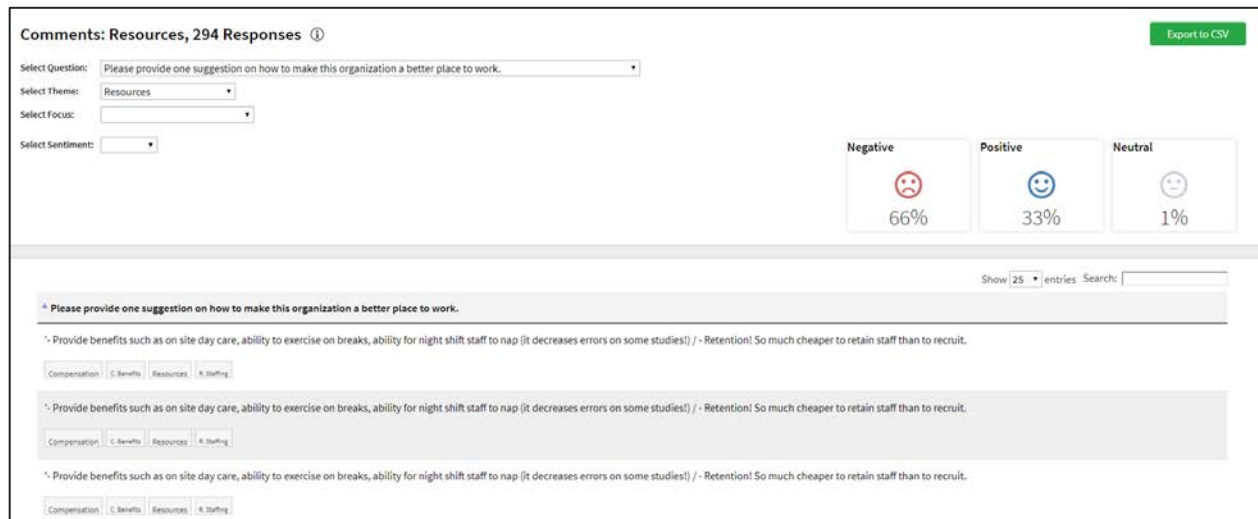 Comments: Resources, 294 Responses
Export to CSV
Select Question: Please provide one suggestion on how to make this organization a better place to work.
Select Theme: Resources
Select Focus:
Select Sentiment:
Negative Positive Neutral
66% 33% 1%
Show 25 entries Search:
Please provide one suggestion on how to make this organization a better place to work.
'- Provide benefits such as on site day care, ability to exercise on breaks, ability for night shift staff to nap (it decreases errors on some studies!) / - Retention! So much cheaper to retain staff than to recruit.
Compensation C. Benefits Resources R. Staffing
'- Provide benefits such as on site day care, ability to exercise on breaks, ability for night shift staff to nap (it decreases errors on some studies!) / - Retention! So much cheaper to retain staff than to recruit.
Compensation C. Benefits Resources R. Staffing
'- Provide benefits such as on site day care, ability to exercise on breaks, ability for night shift staff to nap (it decreases errors on some studies!) / - Retention! So much cheaper to retain staff than to recruit.
Compensation C. Benefits Resources R. Staffing